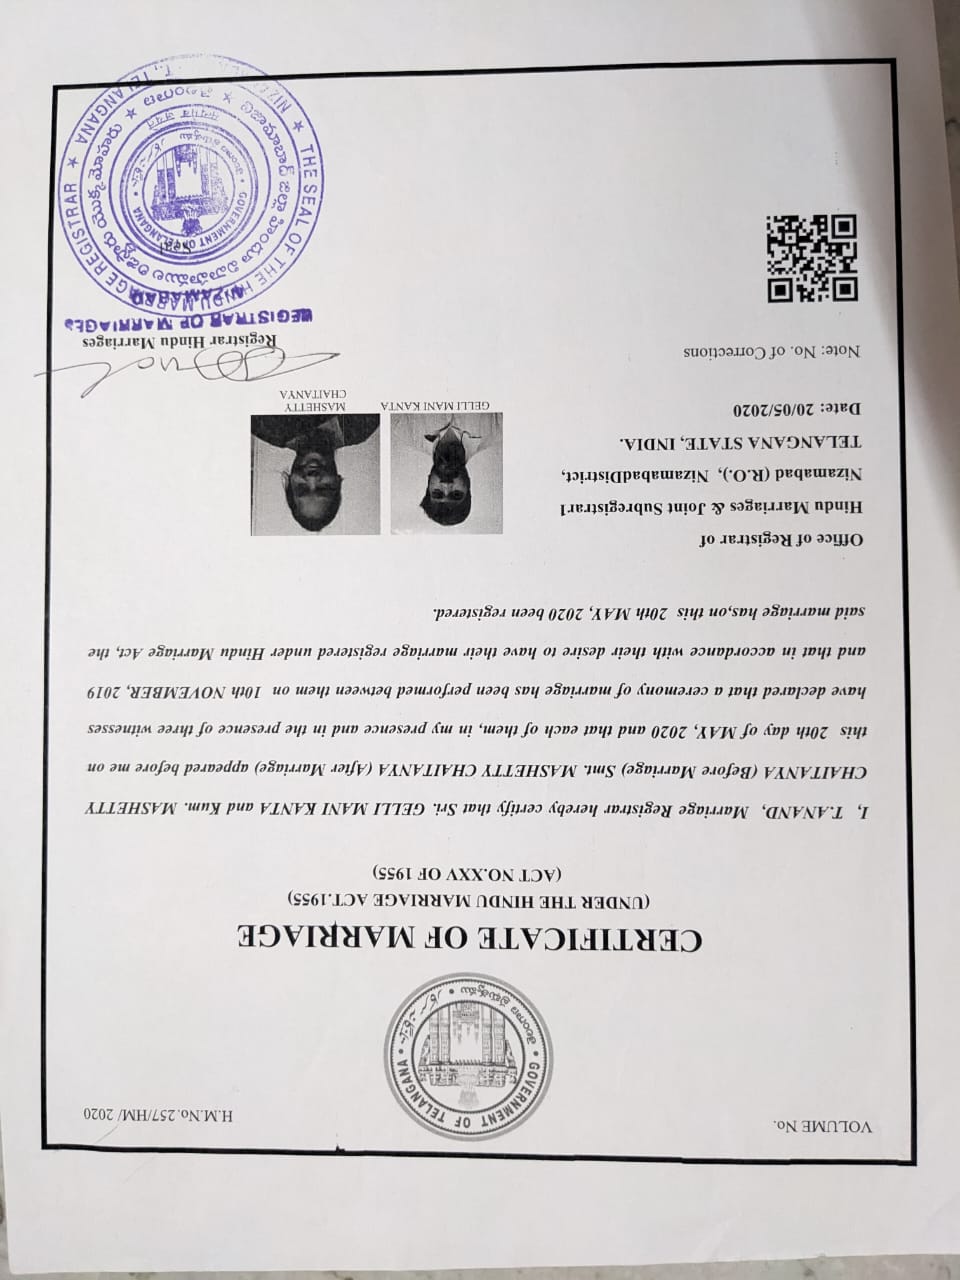 VOLUME No.
H.M.No.257/HM/ 2020
GOVERNMENT OF TELANGANA
తెలంగాణ ప్రభుత్వము
CERTIFICATE OF MARRIAGE
(UNDER THE HINDU MARRIAGE ACT.1955)
(ACT NO.XXV OF 1955)
I, T.ANAND, Marriage Registrar hereby certify that Sri. GELLI MANI KANTA and Kum. MASHETTY
CHAITANYA (Before Marriage) Smt. MASHETTY CHAITANYA (After Marriage) appeared before me on
this 20th day of MAY, 2020 and that each of them, in my presence and in the presence of three witnesses
have declared that a ceremony of marriage has been performed between them on 10th NOVEMBER, 2019
and that in accordance with their desire to have their marriage registered under Hindu Marriage Act, the
said marriage has,on this 20th MAY, 2020 been registered.
Office of Registrar of
Hindu Marriages & Joint Subregistrar1
Nizamabad (R.O.), NizamabadDistrict,
TELANGANA STATE, INDIA.
Date: 20/05/2020
GELLI MANI KANTA
MASHETTY
CHAITANYA
Note: No. of Corrections
Registrar Hindu Marriages
REGISTRAR OF MARRIAGES
NIZAMABAD
Seal
THE SEAL OF THE HINDU MARRIAGE REGISTRAR
TELANGANA
GOVERNMENT OF TELANGANA
सत्यमेव जयते
తెలంగాణ